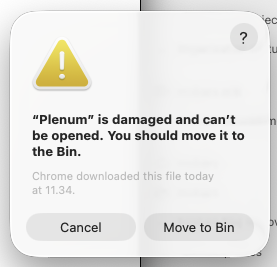 ?
“Plenum” is damaged and can’t
be opened. You should move it to
the Bin.
Chrome downloaded this file today
at 11.34.
Cancel
Move to Bin